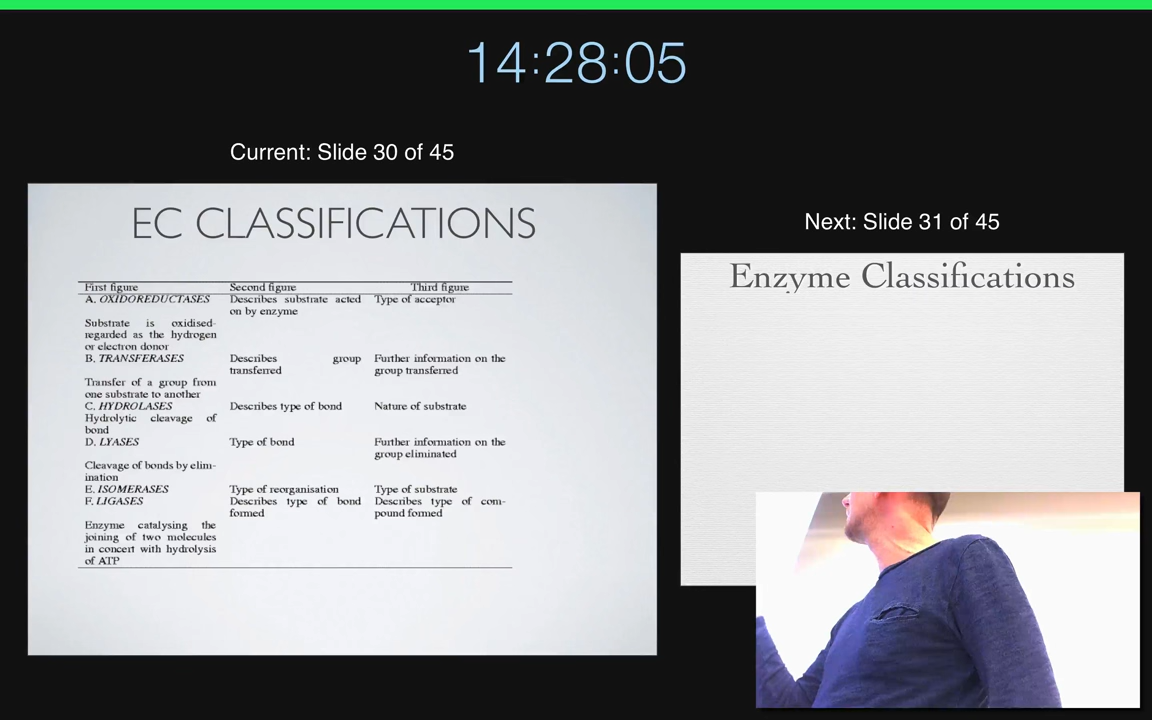 14:28:05
Current: Slide 30 of 45
Next: Slide 31 of 45
EC CLASSIFICATIONS
Enzyme Classifications
First figure Second figure Third figure
A. OXIDOREDUCTASES Describes substrate acted Type of acceptor
on by enzyme
Substrate is oxidised-
regarded as the hydrogen
or electron donor
B. TRANSFERASES Describes group Further information on the
transferred group transferred
Transfer of a group from
one substrate to another
C. HYDROLASES Describes type of bond Nature of substrate
Hydrolytic cleavage of
bond
D. LYASES Type of bond Further information on the
group eliminated
Cleavage of bonds by elim-
ination
E. ISOMERASES Type of reorganisation Type of substrate
F. LIGASES Describes type of bond Describes type of com-
formed pound formed
Enzyme catalysing the
joining of two molecules
in concert with hydrolysis
of ATP